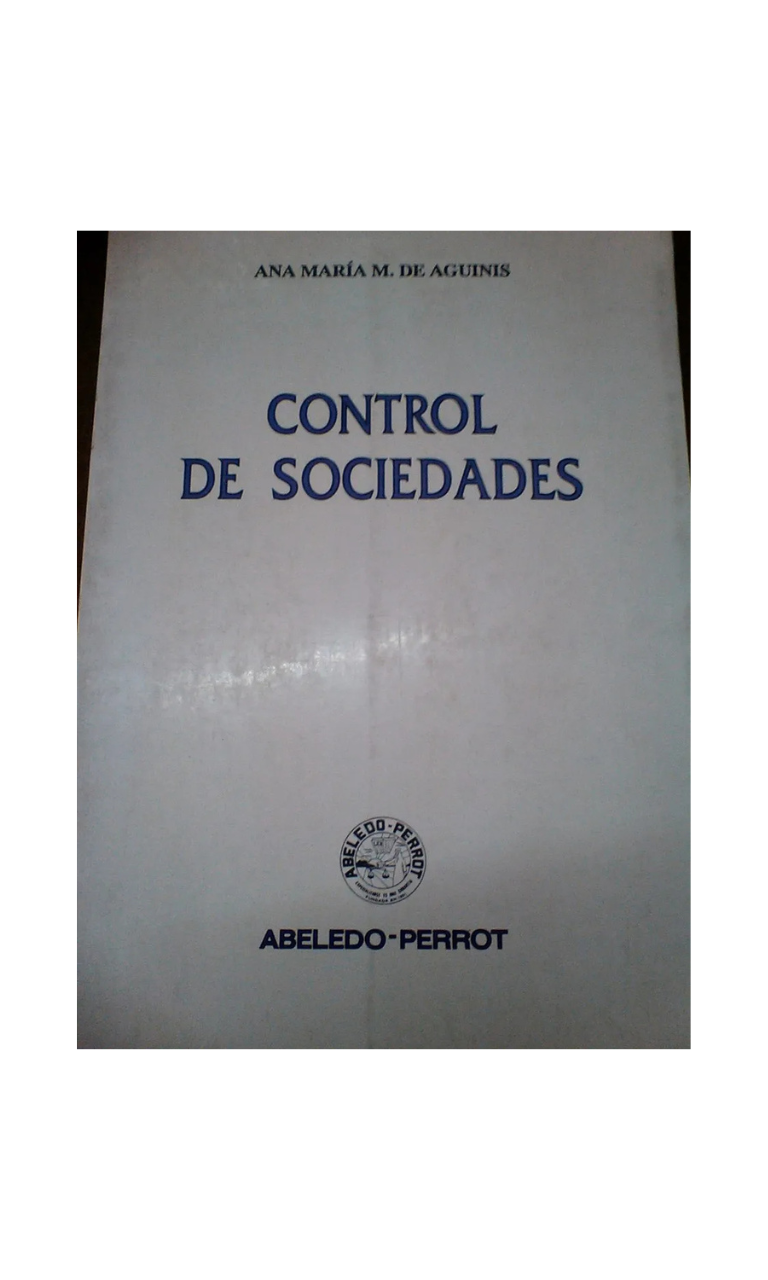 ANA MARÍA M. DE AGUINIS
CONTROL
DE SOCIEDADES
ABELEDO-PERROT
ABELEDO-PERROT